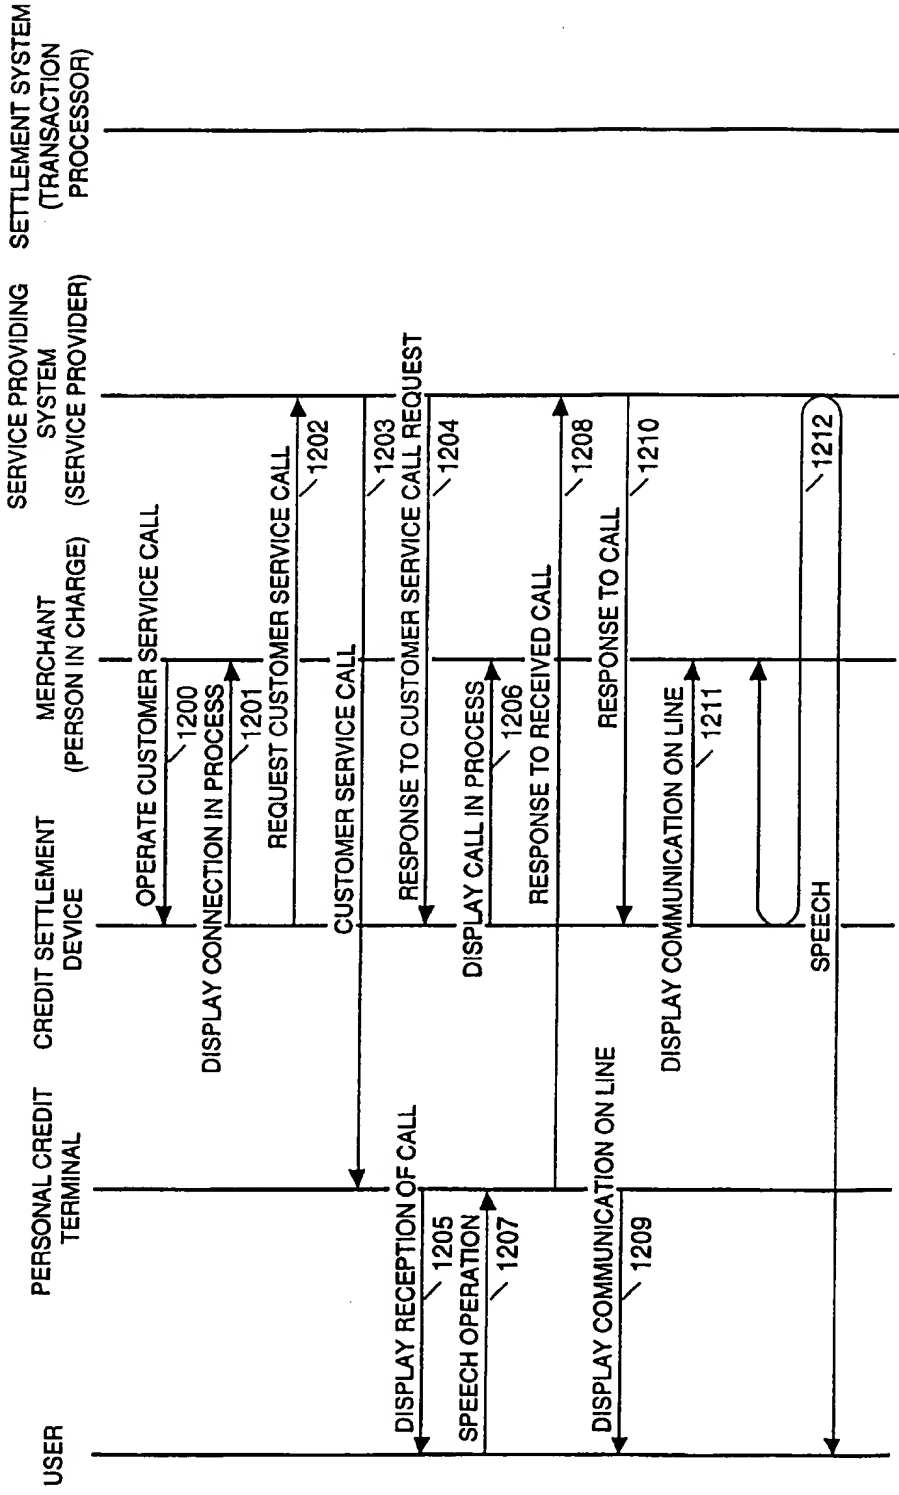 USER
PERSONAL CREDIT
TERMINAL
CREDIT SETTLEMENT
DEVICE
MERCHANT
(PERSON IN CHARGE)
SERVICE PROVIDING
SYSTEM
(SERVICE PROVIDER)
SETTLEMENT SYSTEM
(TRANSACTION
PROCESSOR)
OPERATE CUSTOMER SERVICE CALL
1200
DISPLAY CONNECTION IN PROCESS
1201
REQUEST CUSTOMER SERVICE CALL
1202
CUSTOMER SERVICE CALL
1203
RESPONSE TO CUSTOMER SERVICE CALL REQUEST
1204
DISPLAY RECEPTION OF CALL
1205
DISPLAY CALL IN PROCESS
1206
SPEECH OPERATION
1207
RESPONSE TO RECEIVED CALL
1208
DISPLAY COMMUNICATION ON LINE
1209
RESPONSE TO CALL
1210
DISPLAY COMMUNICATION ON LINE
1211
SPEECH
1212